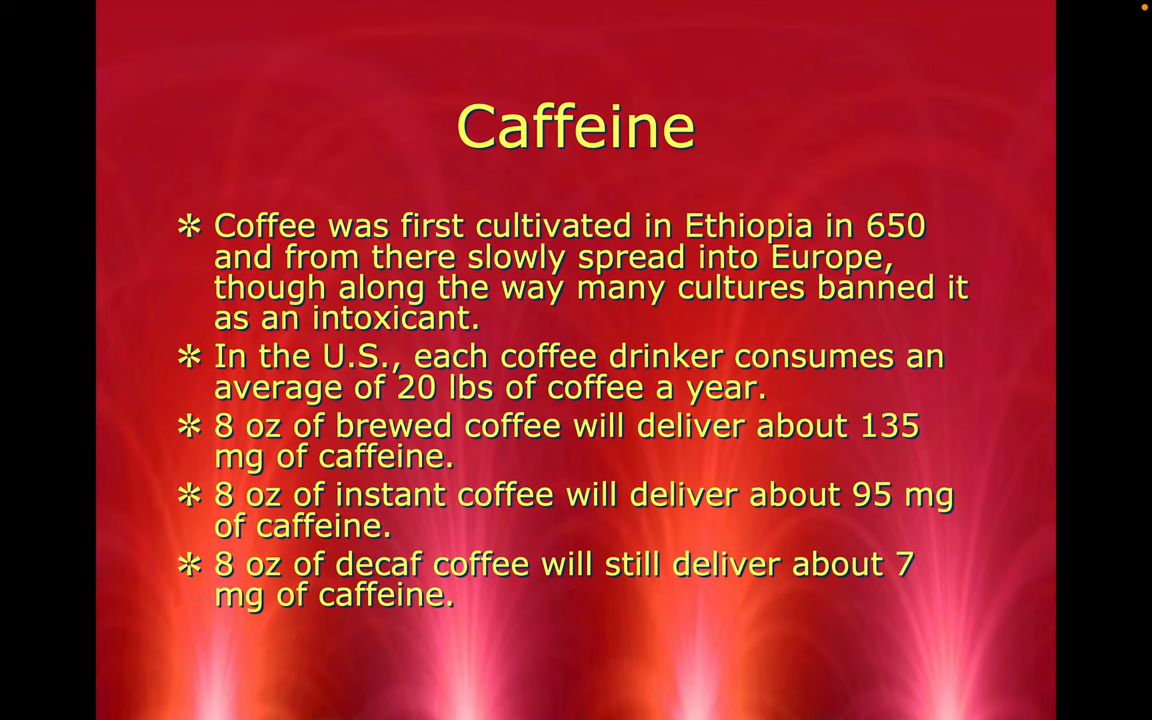 Caffeine
✻ Coffee was first cultivated in Ethiopia in 650
and from there slowly spread into Europe,
though along the way many cultures banned it
as an intoxicant.
✻ In the U.S., each coffee drinker consumes an
average of 20 lbs of coffee a year.
✻ 8 oz of brewed coffee will deliver about 135
mg of caffeine.
✻ 8 oz of instant coffee will deliver about 95 mg
of caffeine.
✻ 8 oz of decaf coffee will still deliver about 7
mg of caffeine.